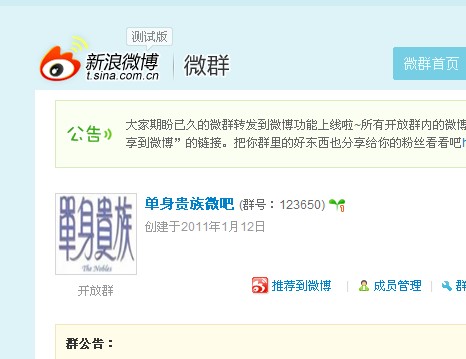 测试版
新浪微博
t.sina.com.cn
微群
微群首页
公告
大家期盼已久的微群转发到微博功能上线啦~所有开放群内的微博
享到微博”的链接。把你群里的好东西也分享给你的粉丝看看吧h
單身貴族
The Nobles
单身贵族微吧 (群号：123650)
创建于2011年1月12日
开放群
推荐到微博 | 成员管理 | 群
群公告：